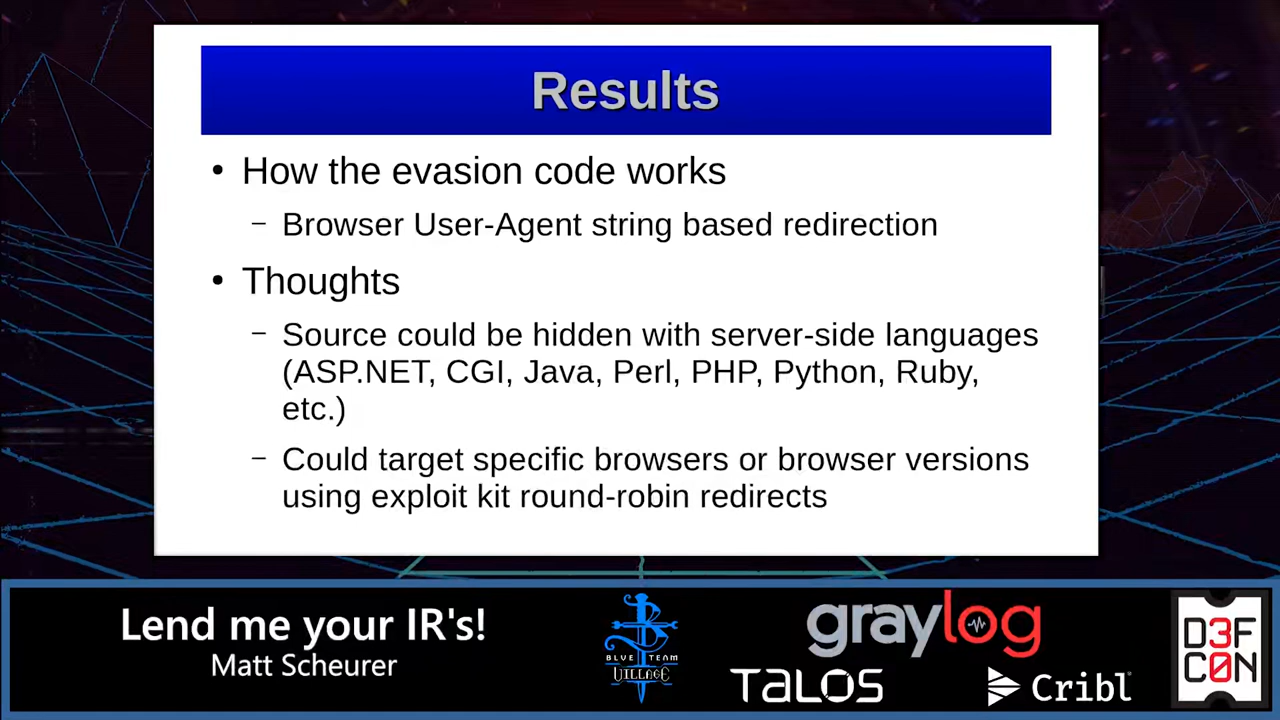 Results
• How the evasion code works
– Browser User-Agent string based redirection
• Thoughts
– Source could be hidden with server-side languages
(ASP.NET, CGI, Java, Perl, PHP, Python, Ruby,
etc.)
– Could target specific browsers or browser versions
using exploit kit round-robin redirects
Lend me your IR's!
Matt Scheurer
BLUE TEAM
VILLAGE
graylog
TALOS
Cribl
D3F
C0N